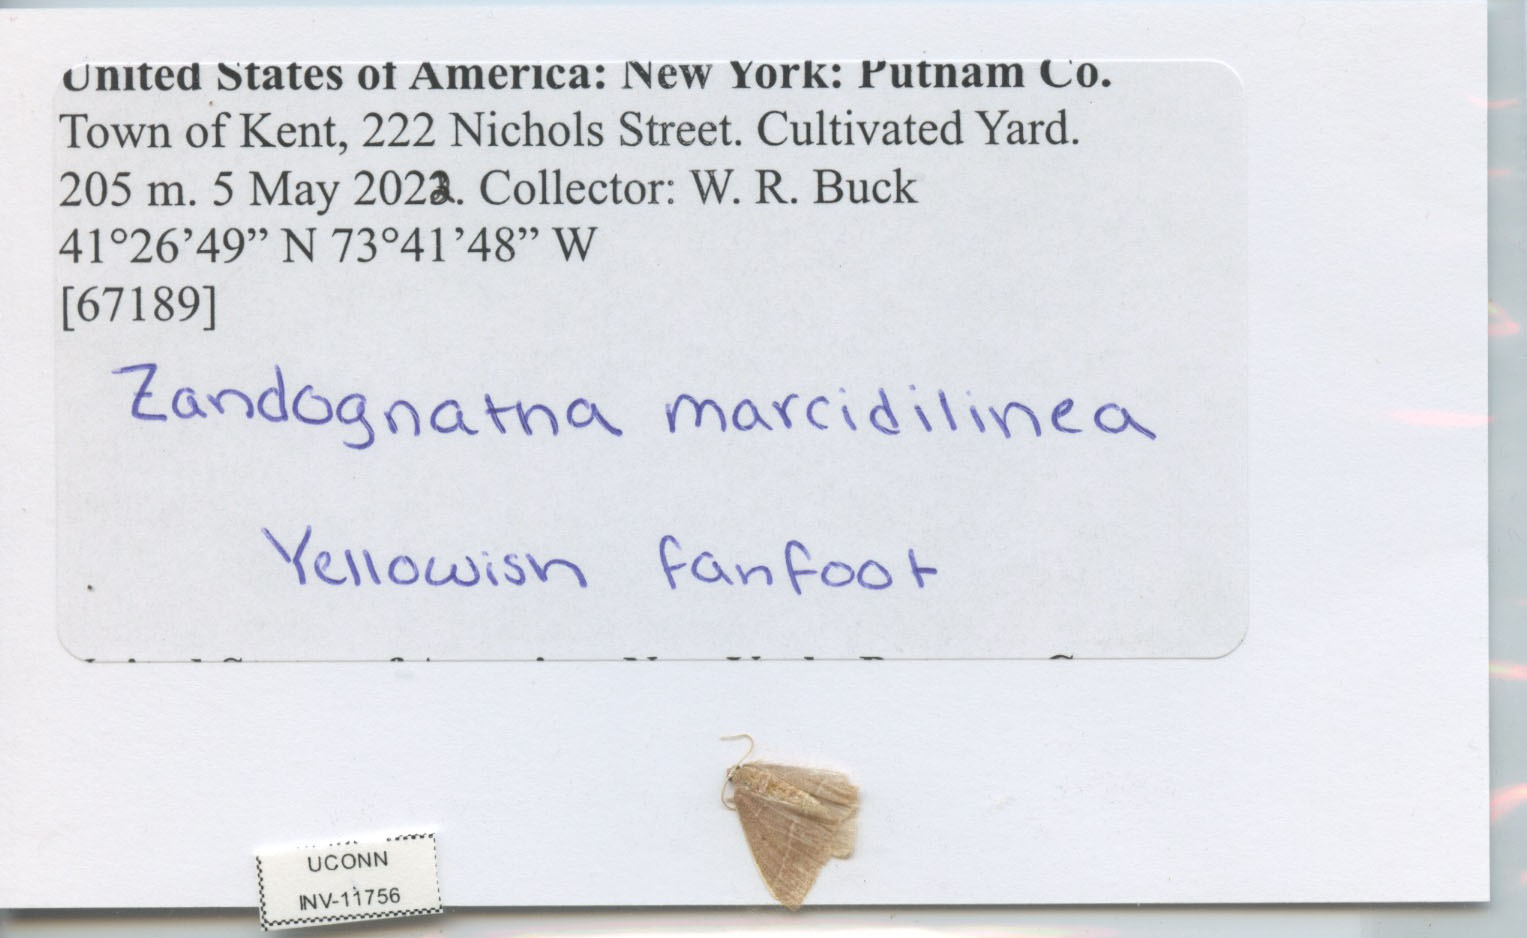 United States of America: New York: Putnam Co.
Town of Kent, 222 Nichols Street. Cultivated Yard.
205 m. 5 May 2022. Collector: W. R. Buck
41°26’49” N 73°41’48” W
[67189]
Zandognatna marcidilinea
Yellowish fanfoot
UCONN
INV-11756